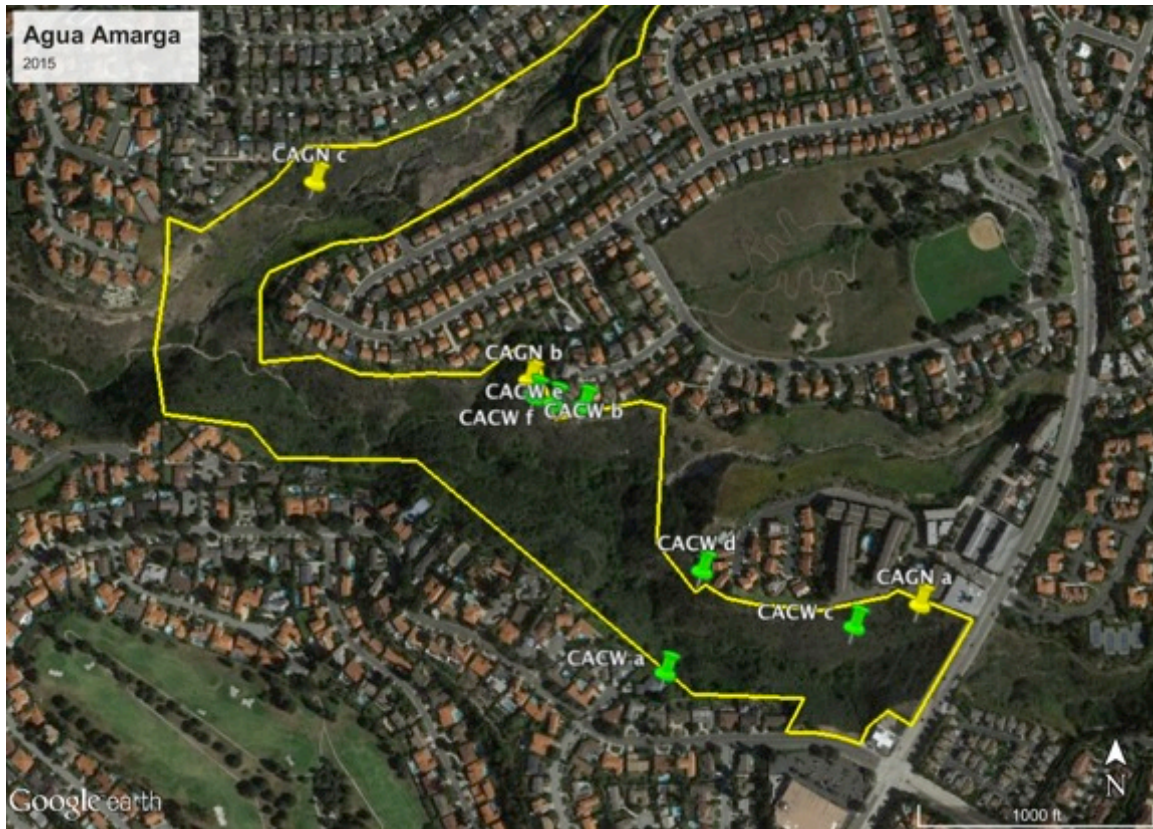 Agua Amarga
2015
CAGN c
CAGN b
CACW e
CACW f
CACW b
CACW d
CAGN a
CACW c
CACW a
N
Google earth
1000 ft